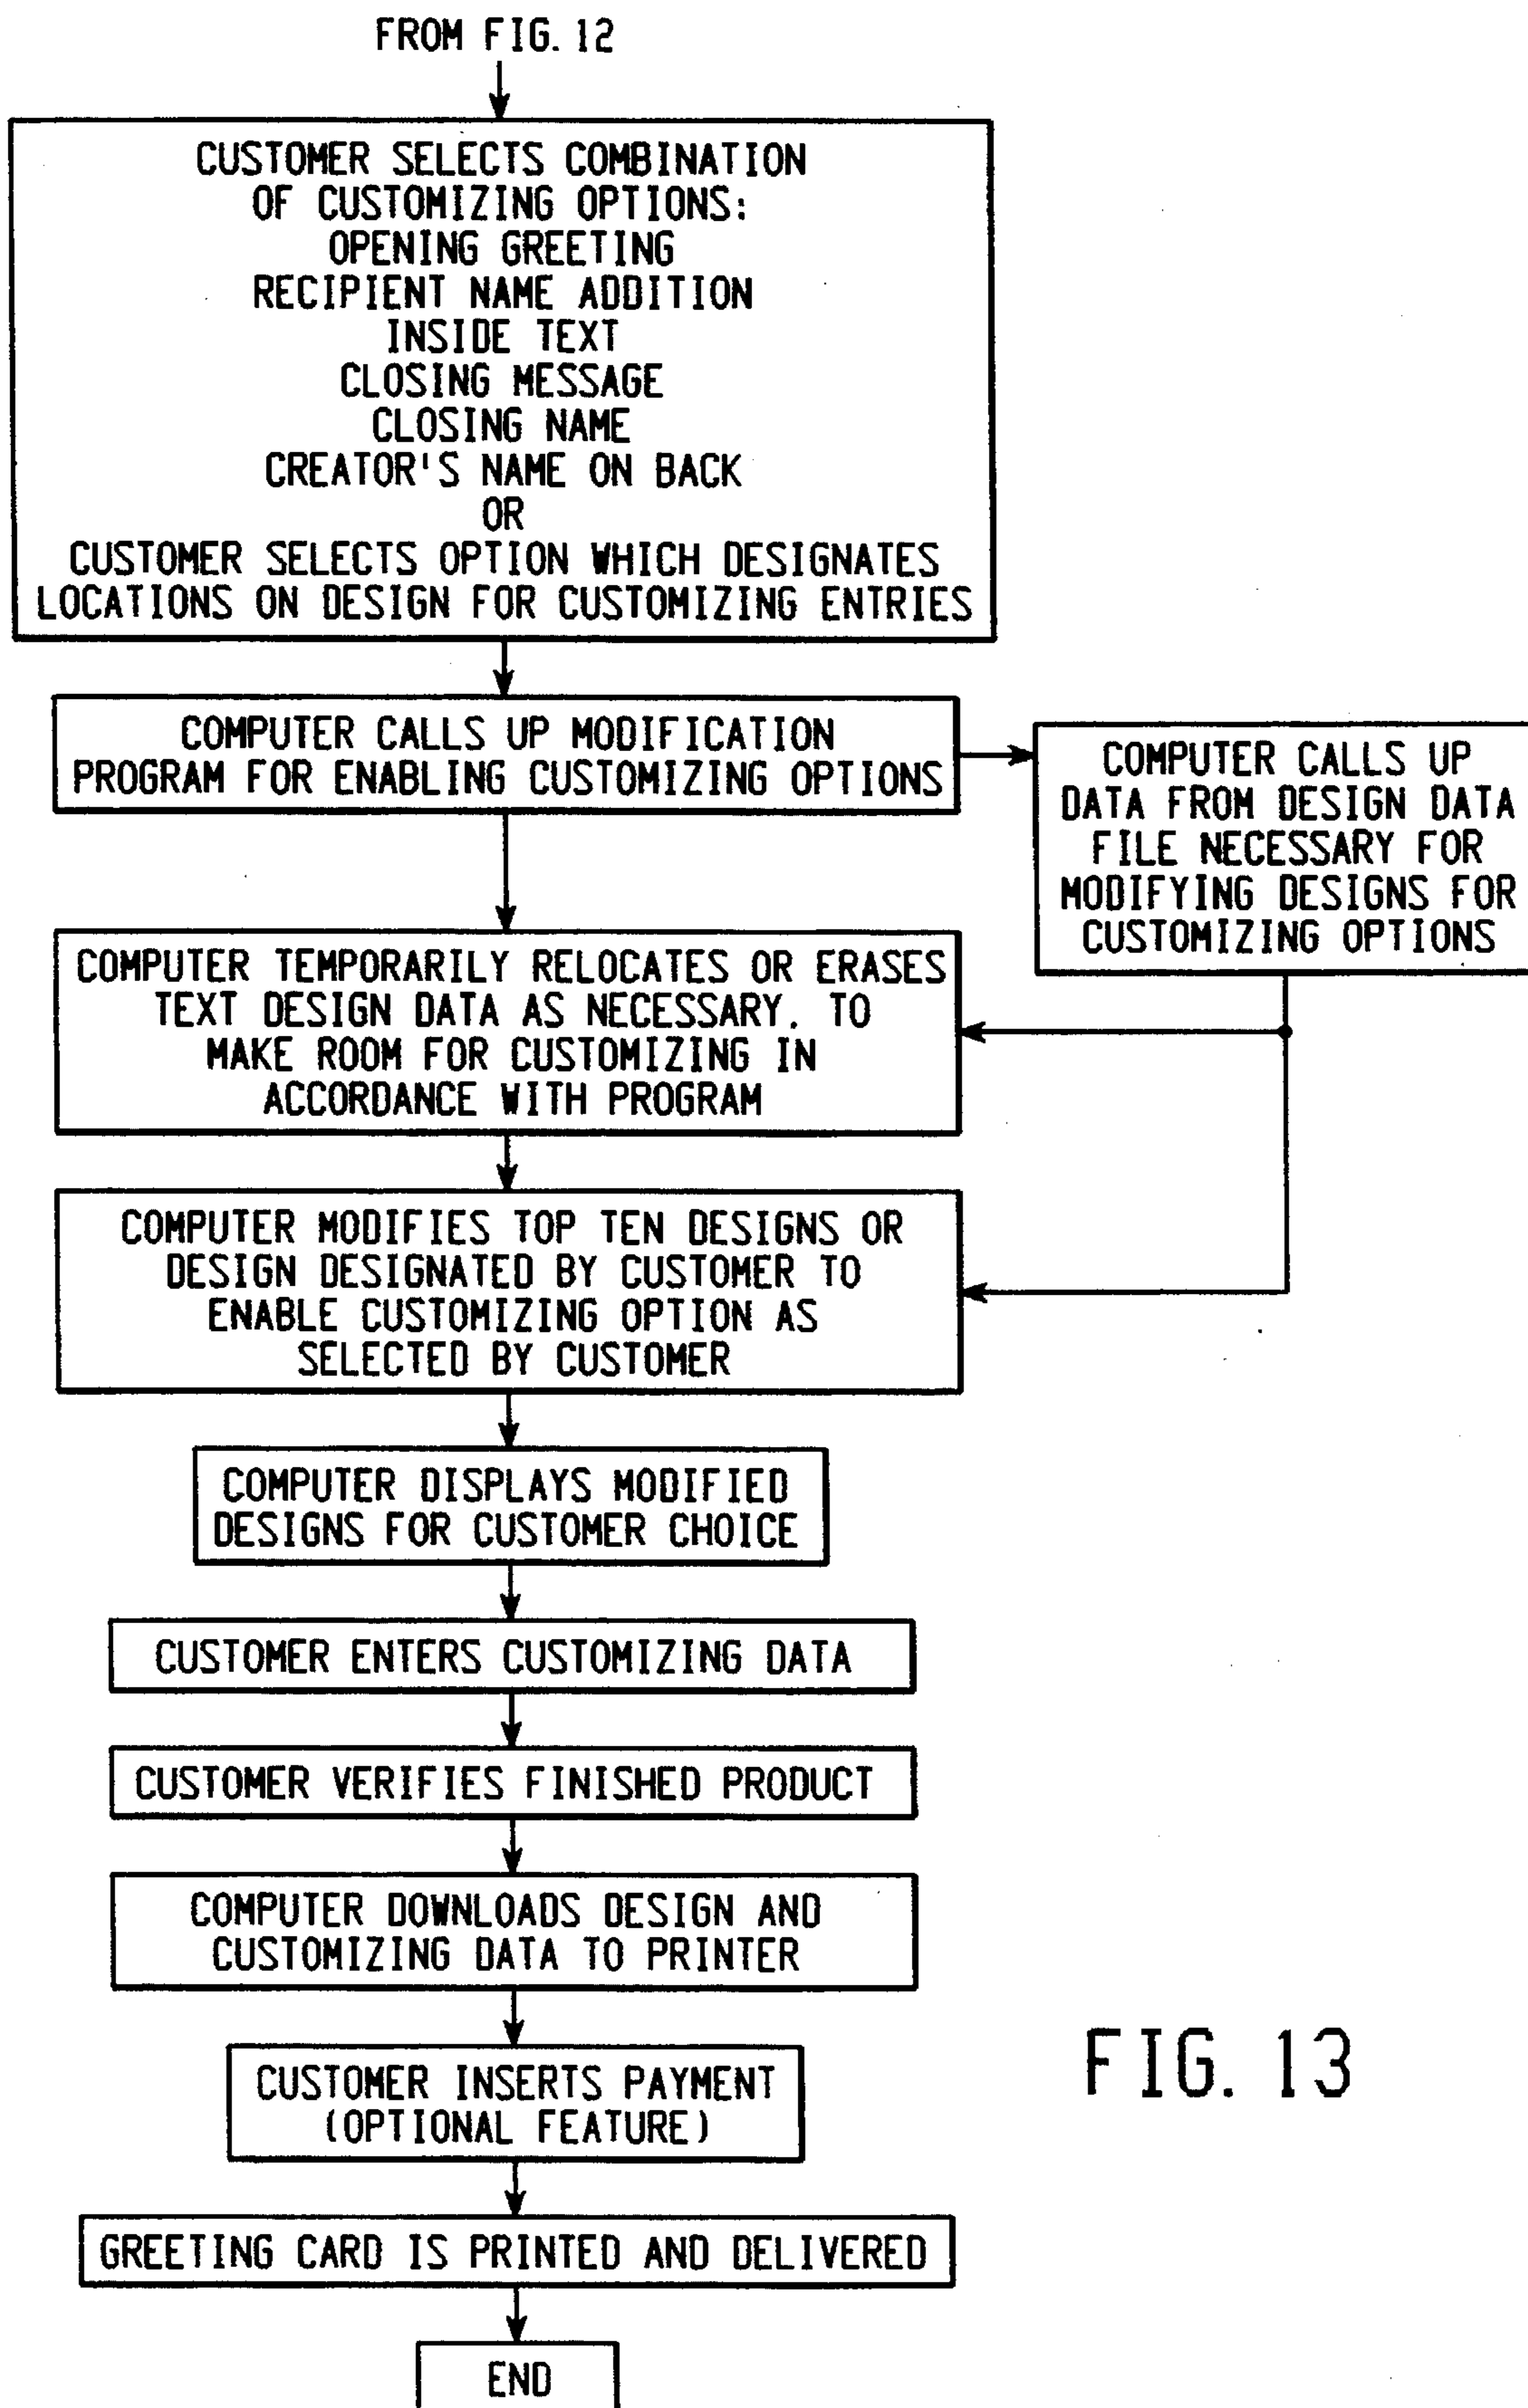 FROM FIG. 12
CUSTOMER SELECTS COMBINATION
OF CUSTOMIZING OPTIONS:
OPENING GREETING
RECIPIENT NAME ADDITION
INSIDE TEXT
CLOSING MESSAGE
CLOSING NAME
CREATOR'S NAME ON BACK
OR
CUSTOMER SELECTS OPTION WHICH DESIGNATES
LOCATIONS ON DESIGN FOR CUSTOMIZING ENTRIES
COMPUTER CALLS UP MODIFICATION
PROGRAM FOR ENABLING CUSTOMIZING OPTIONS
COMPUTER CALLS UP
DATA FROM DESIGN DATA
FILE NECESSARY FOR
MODIFYING DESIGNS FOR
CUSTOMIZING OPTIONS
COMPUTER TEMPORARILY RELOCATES OR ERASES
TEXT DESIGN DATA AS NECESSARY. TO
MAKE ROOM FOR CUSTOMIZING IN
ACCORDANCE WITH PROGRAM
COMPUTER MODIFIES TOP TEN DESIGNS OR
DESIGN DESIGNATED BY CUSTOMER TO
ENABLE CUSTOMIZING OPTION AS
SELECTED BY CUSTOMER
COMPUTER DISPLAYS MODIFIED
DESIGNS FOR CUSTOMER CHOICE
CUSTOMER ENTERS CUSTOMIZING DATA
CUSTOMER VERIFIES FINISHED PRODUCT
COMPUTER DOWNLOADS DESIGN AND
CUSTOMIZING DATA TO PRINTER
CUSTOMER INSERTS PAYMENT
(OPTIONAL FEATURE)
GREETING CARD IS PRINTED AND DELIVERED
END
FIG. 13